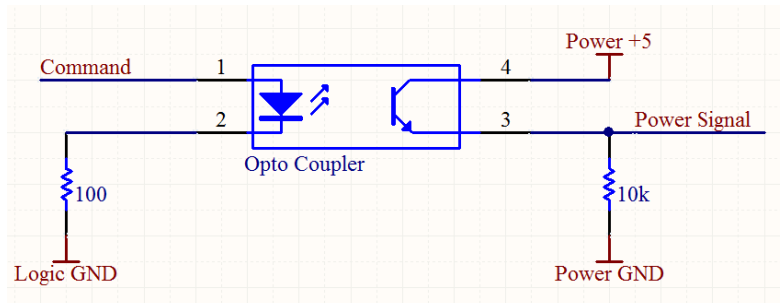 Power +5
Command
1
4
2
3
Power Signal
Opto Coupler
100
10k
Logic GND
Power GND